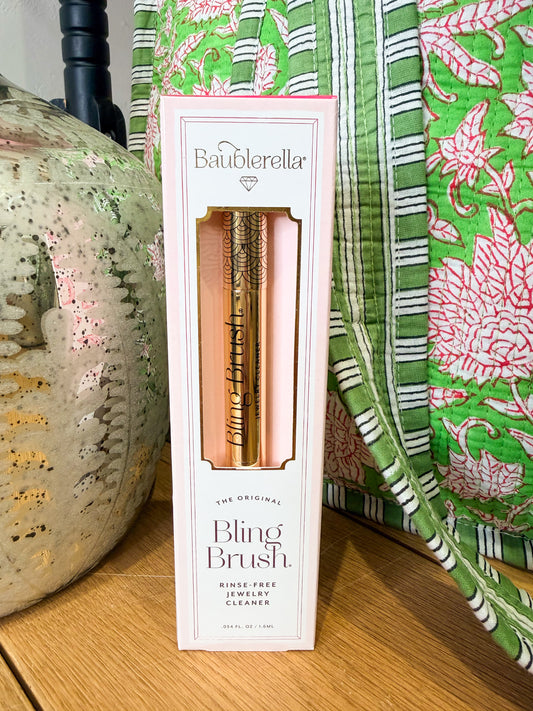 Baublerella®
Bling Brush®
THE ORIGINAL
Bling
Brush®
RINSE-FREE
JEWELRY
CLEANER
.054 FL. OZ / 1.6ML